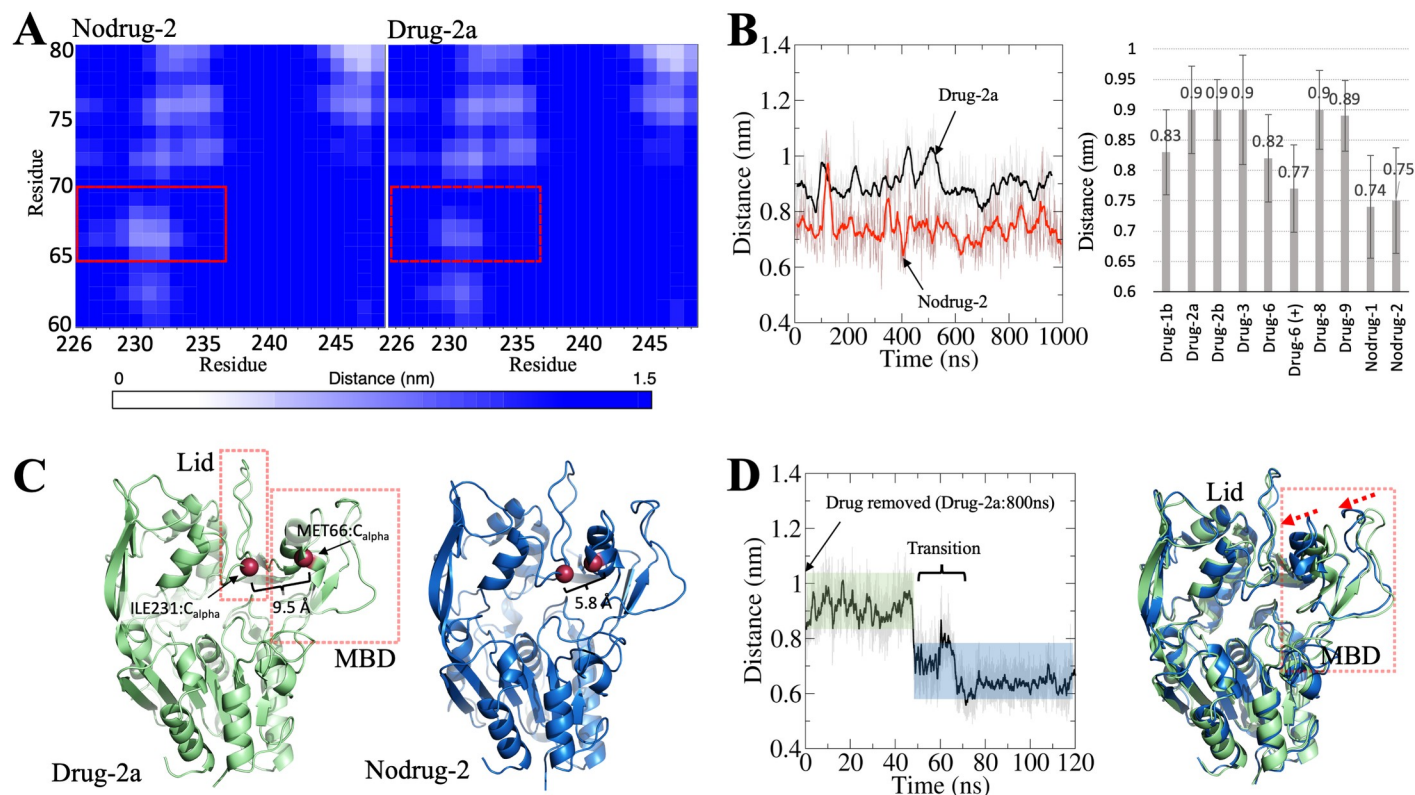 A
Nodrug-2
Drug-2a
80
75
70
65
60
Residue
226
230
235
240
245
226
230
235
240
245
Residue
Residue
0
Distance (nm)
1.5
B
1.4
1.2
1
0.8
0.6
0.4
Distance (nm)
Drug-2a
Nodrug-2
0
200
400
600
800
1000
Time (ns)
1
0.95
0.9
0.85
0.8
0.75
0.7
0.65
0.6
Distance (nm)
0.83
0.9
0.9
0.9
0.82
0.77
0.9
0.89
0.74
0.75
Drug-1b
Drug-2a
Drug-2b
Drug-3
Drug-6
Drug-6 (+)
Drug-8
Drug-9
Nodrug-1
Nodrug-2
C
Lid
MET66:Calpha
ILE231:Calpha
9.5 Å
MBD
Drug-2a
5.8 Å
Nodrug-2
D
1.4
1.2
1
0.8
0.6
0.4
Distance (nm)
Drug removed (Drug-2a:800ns)
Transition
0
20
40
60
80
100
120
Time (ns)
Lid
MBD